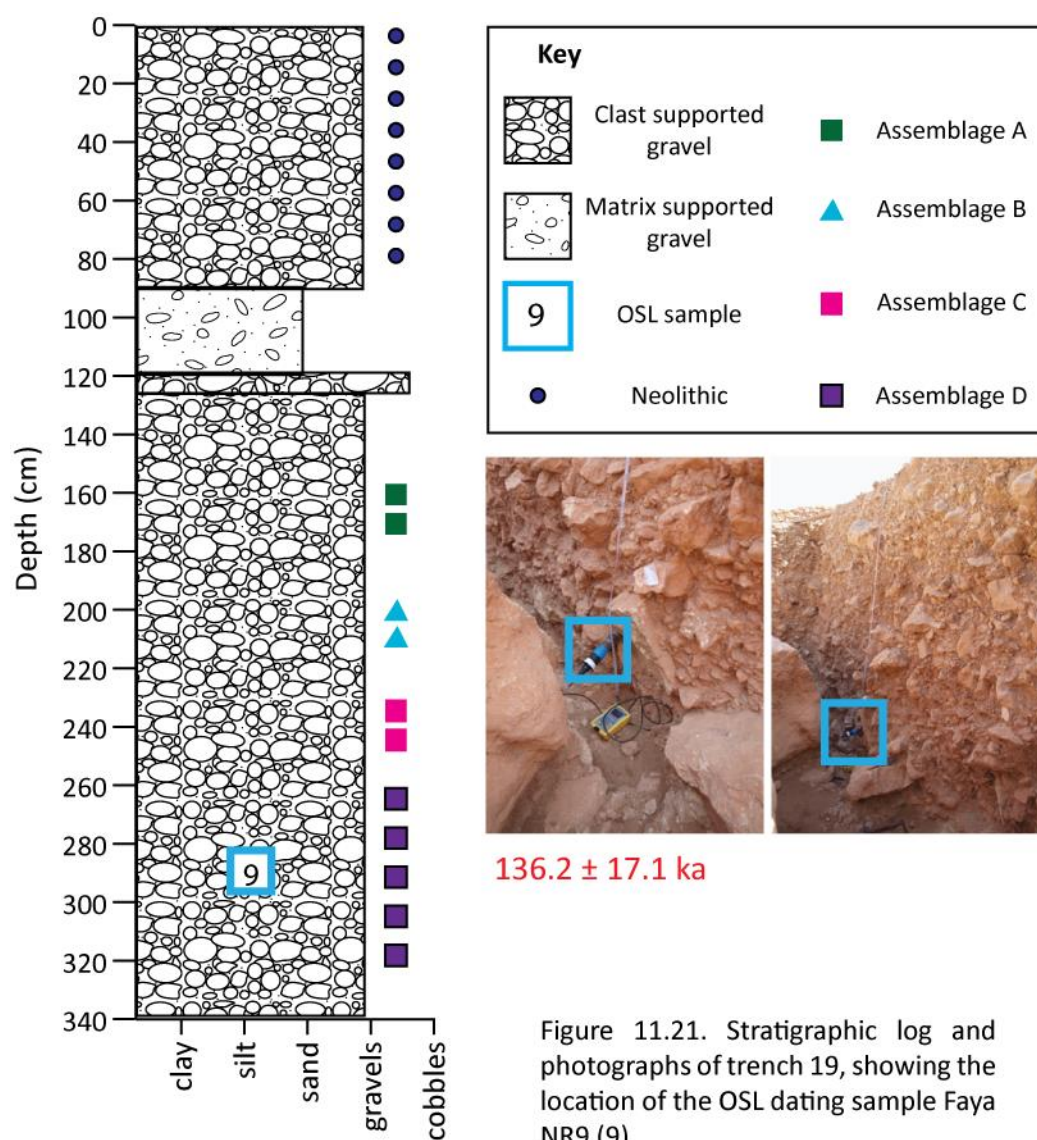 0
20
40
60
80
100
120
140
160
180
200
220
240
260
280
300
320
340
Depth (cm)
9
clay
silt
sand
gravels
cobbles
Key
Clast supported
gravel
Matrix supported
gravel
9
OSL sample
Neolithic
Assemblage A
Assemblage B
Assemblage C
Assemblage D
136.2 ± 17.1 ka
Figure 11.21. Stratigraphic log and
photographs of trench 19, showing the
location of the OSL dating sample Faya
NR9 (9)